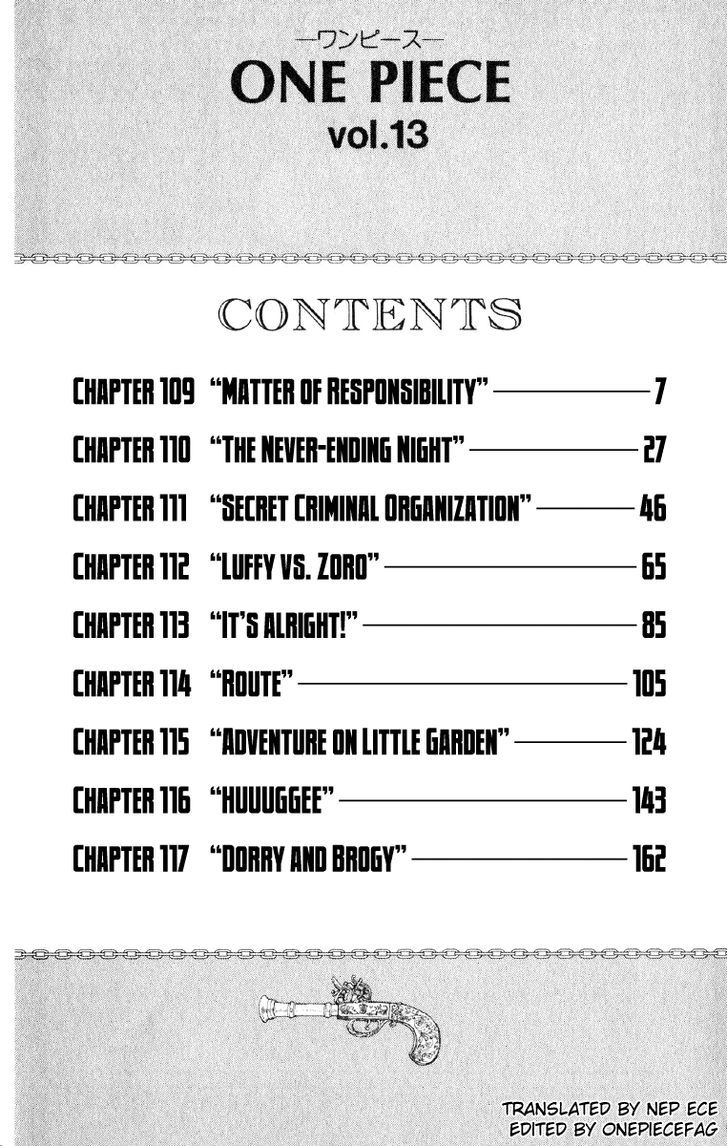 —ワンピース—
ONE PIECE
vol.13
CONTENTS
CHAPTER 109 “MATTER OF RESPONSIBILITY” 7
CHAPTER 110 “THE NEVER-ENDING NIGHT” 27
CHAPTER 111 “SECRET CRIMINAL ORGANIZATION” 46
CHAPTER 112 “LUFFY VS. ZORO” 65
CHAPTER 113 “IT'S ALRIGHT!” 85
CHAPTER 114 “ROUTE” 105
CHAPTER 115 “ADVENTURE ON LITTLE GARDEN” 124
CHAPTER 116 “HUUUGGEE” 143
CHAPTER 117 “DORRY AND BROGY” 162
TRANSLATED BY NEP ECE
EDITED BY ONEPIECEFAG